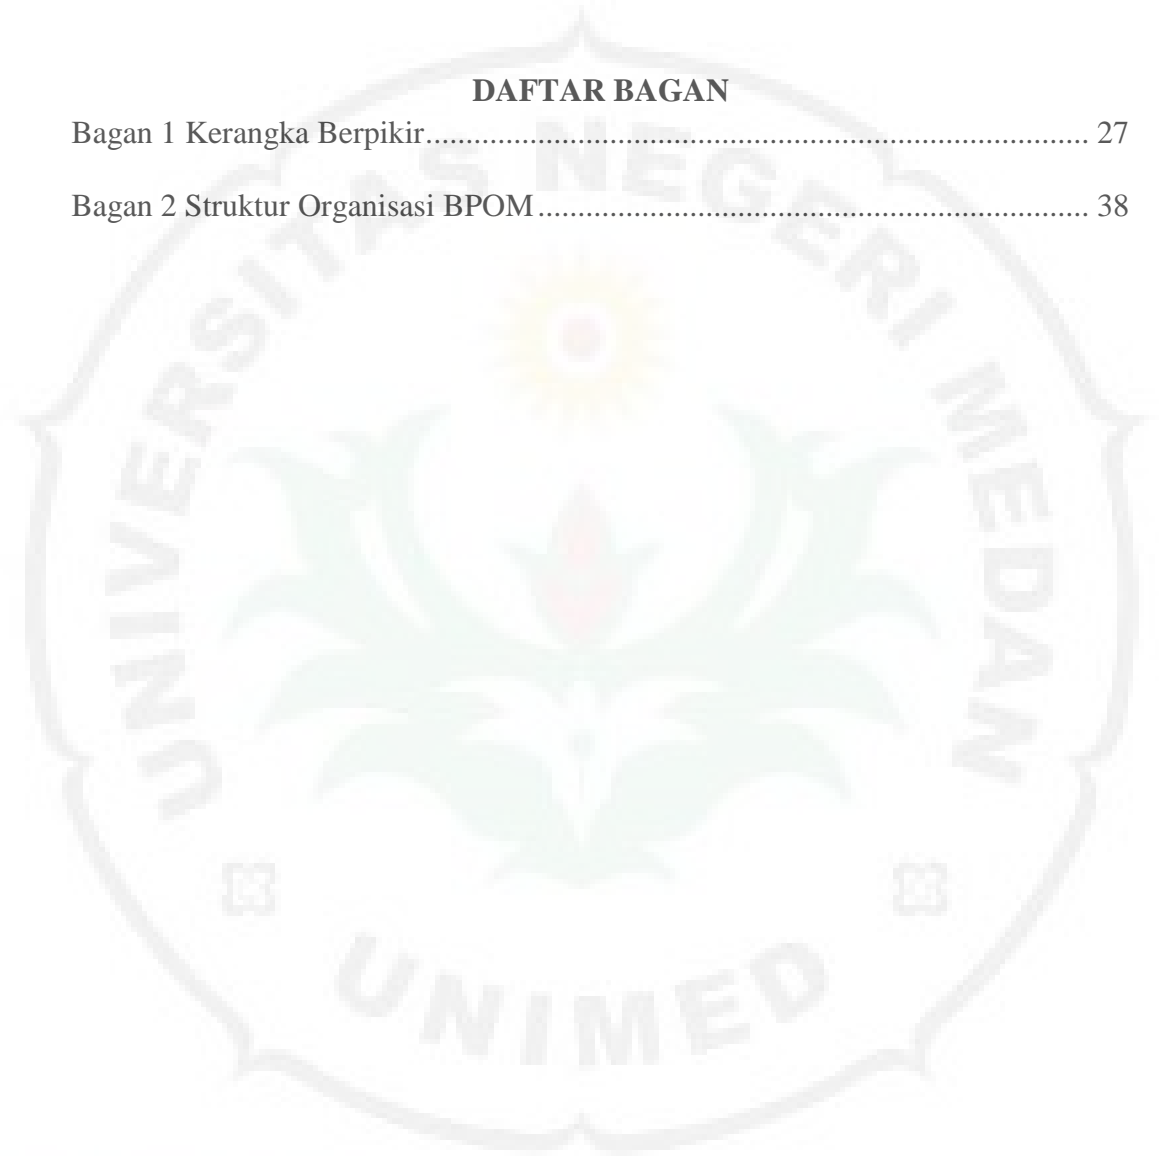 DAFTAR BAGAN
Bagan 1 Kerangka Berpikir................................................................................... 27
Bagan 2 Struktur Organisasi BPOM..................................................................... 38
UNIVERSITAS NEGERI MEDAN
UNIMED